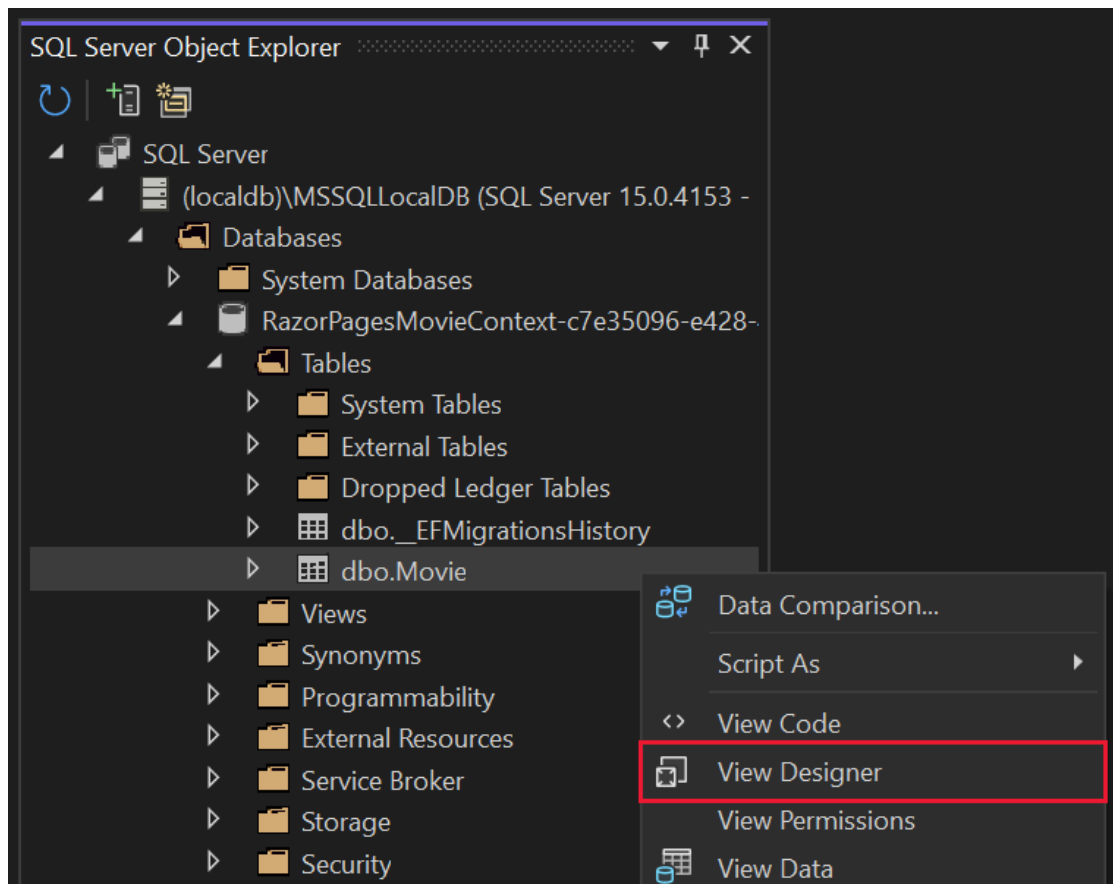 SQL Server Object Explorer
SQL Server
(localdb)\MSSQLLocalDB (SQL Server 15.0.4153 -
Databases
System Databases
RazorPagesMovieContext-c7e35096-e428-
Tables
System Tables
External Tables
Dropped Ledger Tables
dbo.__EFMigrationsHistory
dbo.Movie
Views
Synonyms
Programmability
External Resources
Service Broker
Storage
Security
Data Comparison...
Script As
View Code
View Designer
View Permissions
View Data